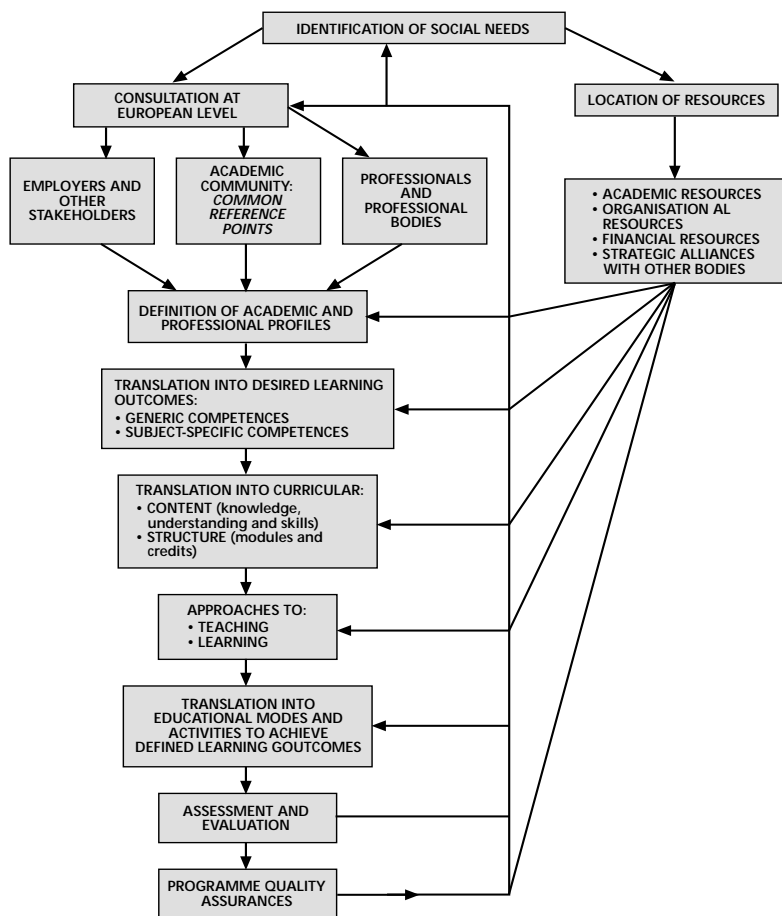 IDENTIFICATION OF SOCIAL NEEDS
CONSULTATION AT
EUROPEAN LEVEL
LOCATION OF RESOURCES
EMPLOYERS AND
OTHER
STAKEHOLDERS
ACADEMIC
COMMUNITY:
COMMON
REFERENCE
POINTS
PROFESSIONALS
AND
PROFESSIONAL
BODIES
• ACADEMIC RESOURCES
• ORGANISATION AL
RESOURCES
• FINANCIAL RESOURCES
• STRATEGIC ALLIANCES
WITH OTHER BODIES
DEFINITION OF ACADEMIC AND
PROFESSIONAL PROFILES
TRANSLATION INTO DESIRED LEARNING
OUTCOMES:
• GENERIC COMPETENCES
• SUBJECT-SPECIFIC COMPETENCES
TRANSLATION INTO CURRICULAR:
• CONTENT (knowledge,
understanding and skills)
• STRUCTURE (modules and
credits)
APPROACHES TO:
• TEACHING
• LEARNING
TRANSLATION INTO
EDUCATIONAL MODES AND
ACTIVITIES TO ACHIEVE
DEFINED LEARNING GOUTCOMES
ASSESSMENT AND
EVALUATION
PROGRAMME QUALITY
ASSURANCES